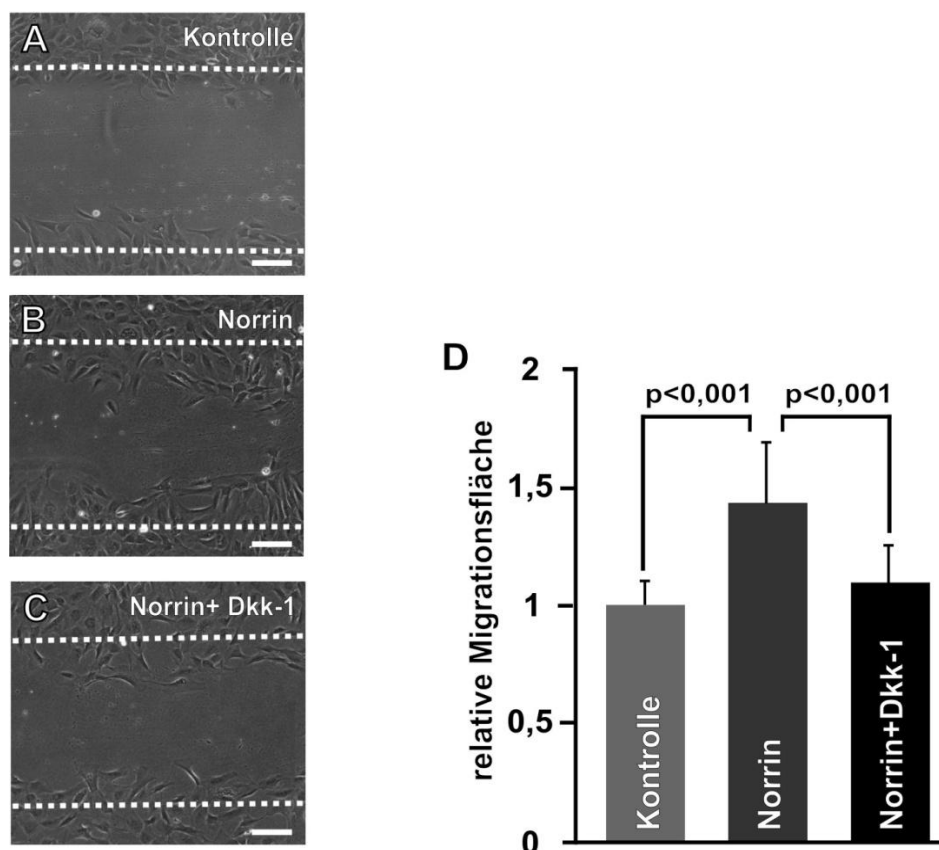 A
Kontrolle
B
Norrin
C
Norrin+ Dkk-1
D
relative Migrationsfläche
2
1,5
1
0,5
0
p<0,001
p<0,001
Kontrolle
Norrin
Norrin+Dkk-1